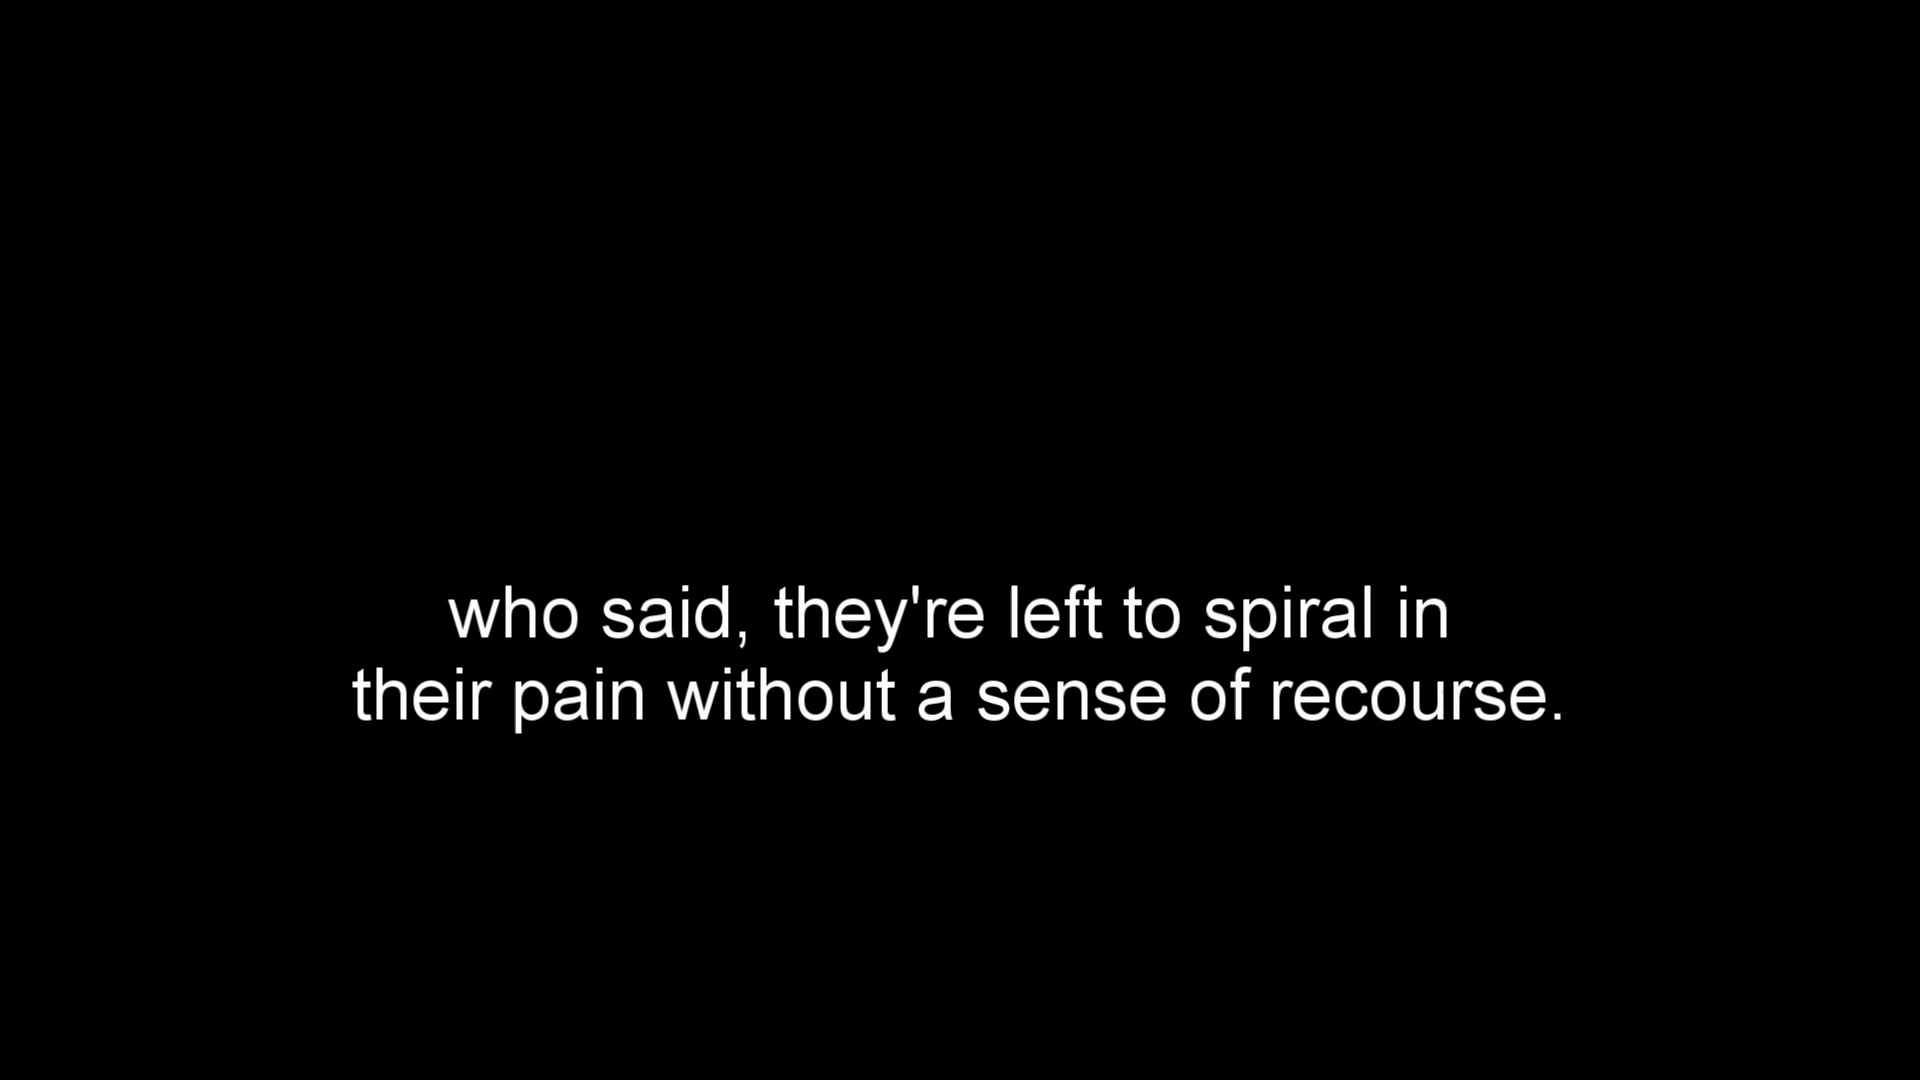 who said, they're left to spiral in
their pain without a sense of recourse.